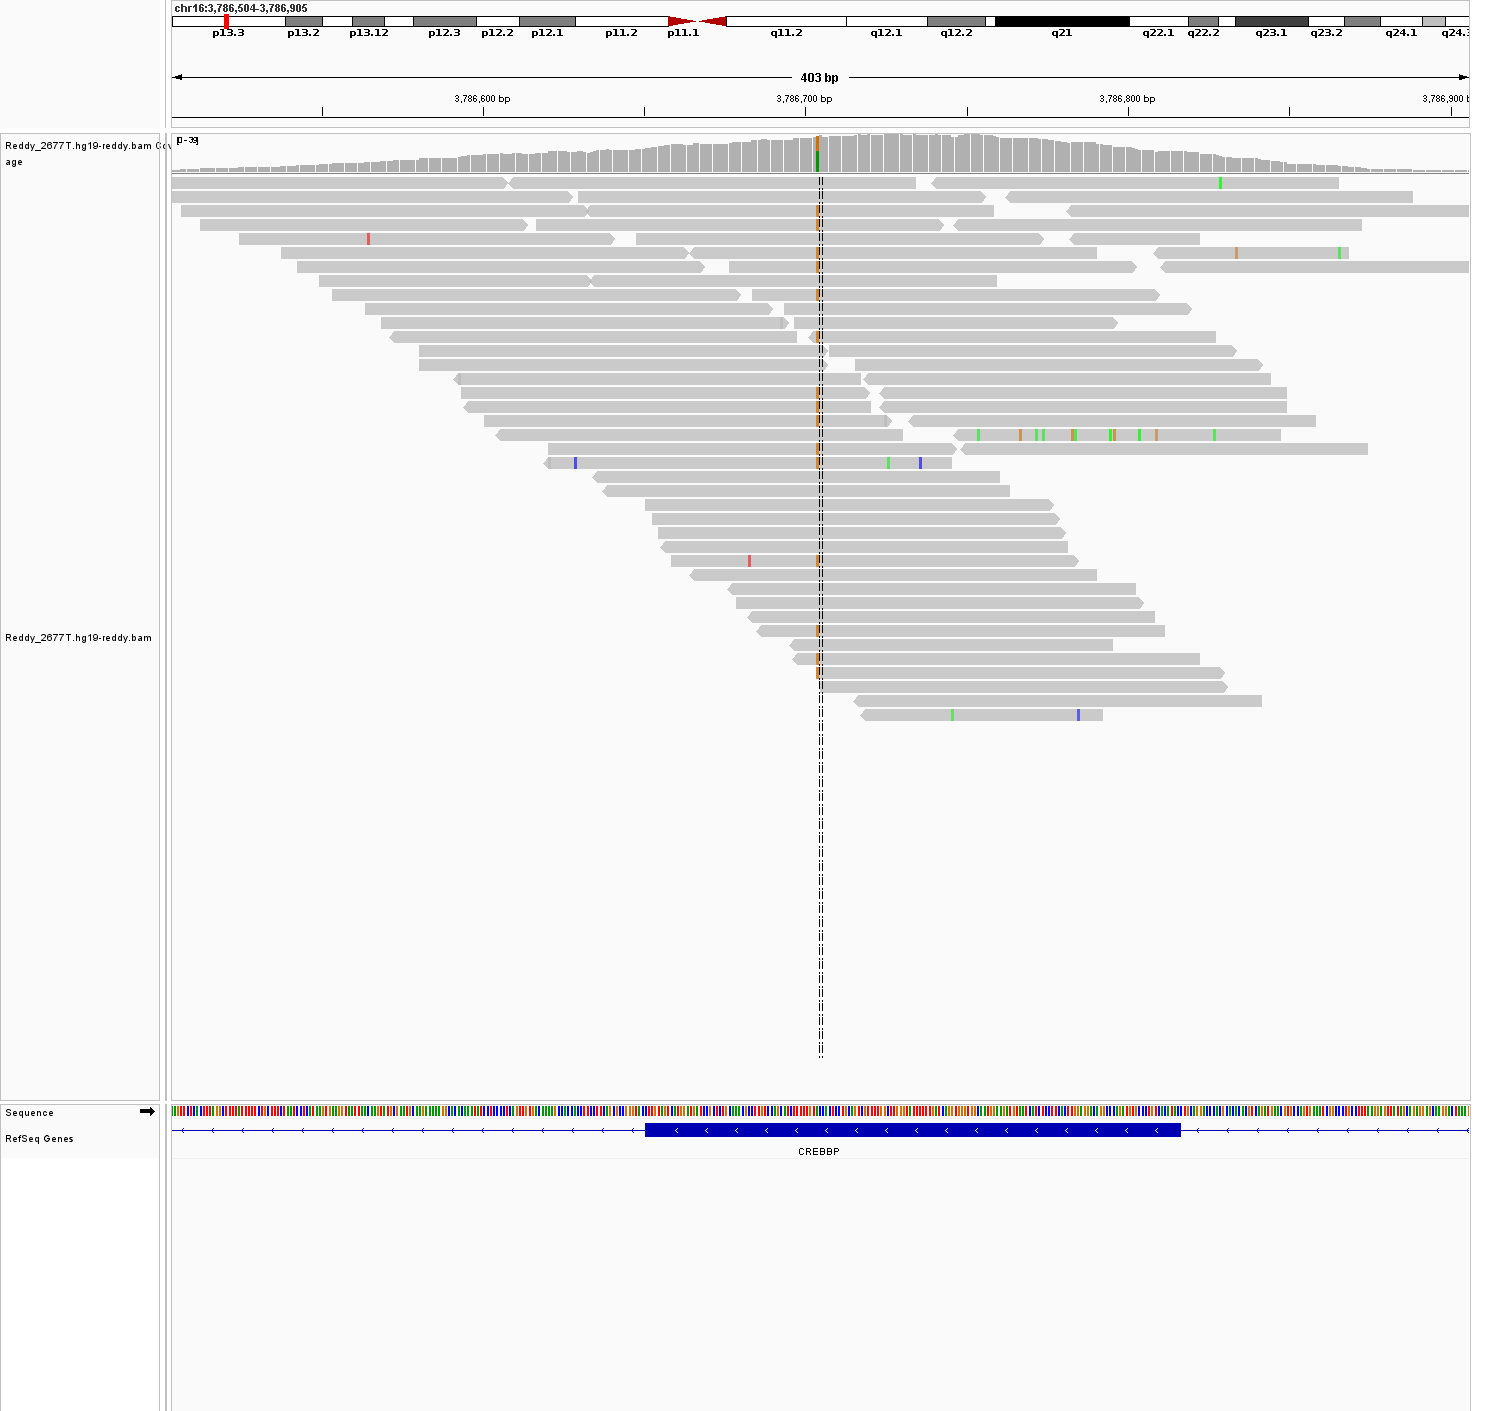 chr16:3,786,504-3,786,905
p13.3 p13.2 p13.12 p12.3 p12.2 p12.1 p11.2 p11.1 q11.2 q12.1 q12.2 q21 q22.1 q22.2 q23.1 q23.2 q24.1 q24.3
403 bp
3,786,600 bp 3,786,700 bp 3,786,800 bp 3,786,900 b
[0-39]
Reddy_2677T.hg19-reddy.bam Cov
age
Reddy_2677T.hg19-reddy.bam
Sequence
RefSeq Genes
CREBBP